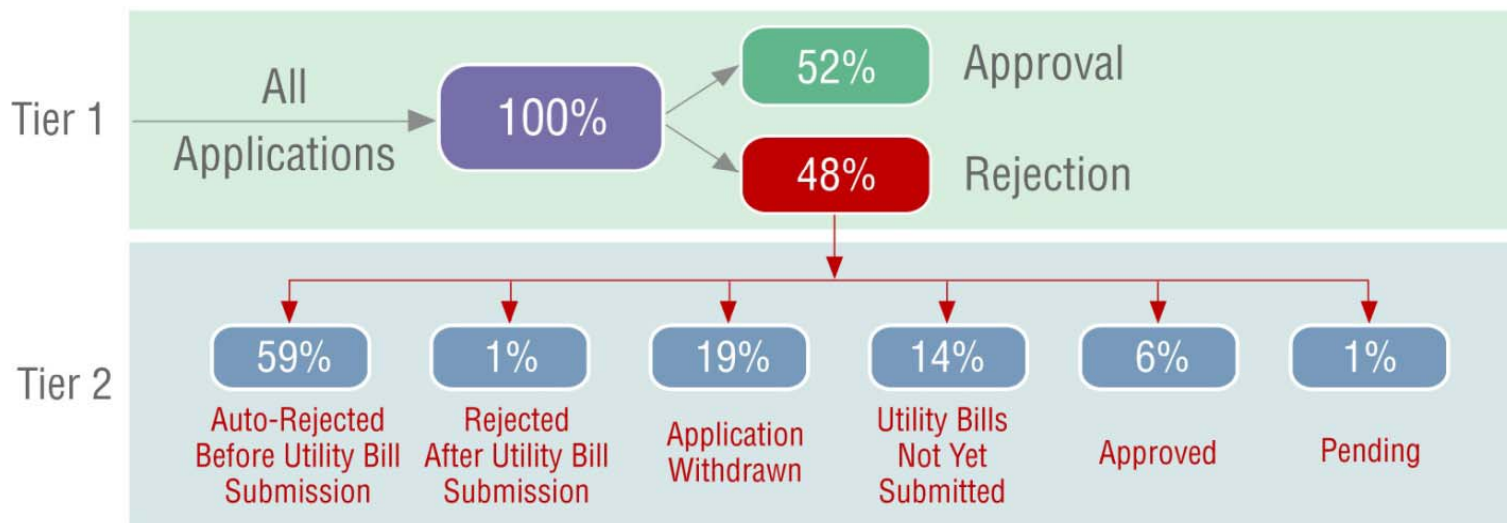 Tier 1
All
Applications
100%
52%
Approval
48%
Rejection
Tier 2
59%
Auto-Rejected
Before Utility Bill
Submission
1%
Rejected
After Utility Bill
Submission
19%
Application
Withdrawn
14%
Utility Bills
Not Yet
Submitted
6%
Approved
1%
Pending